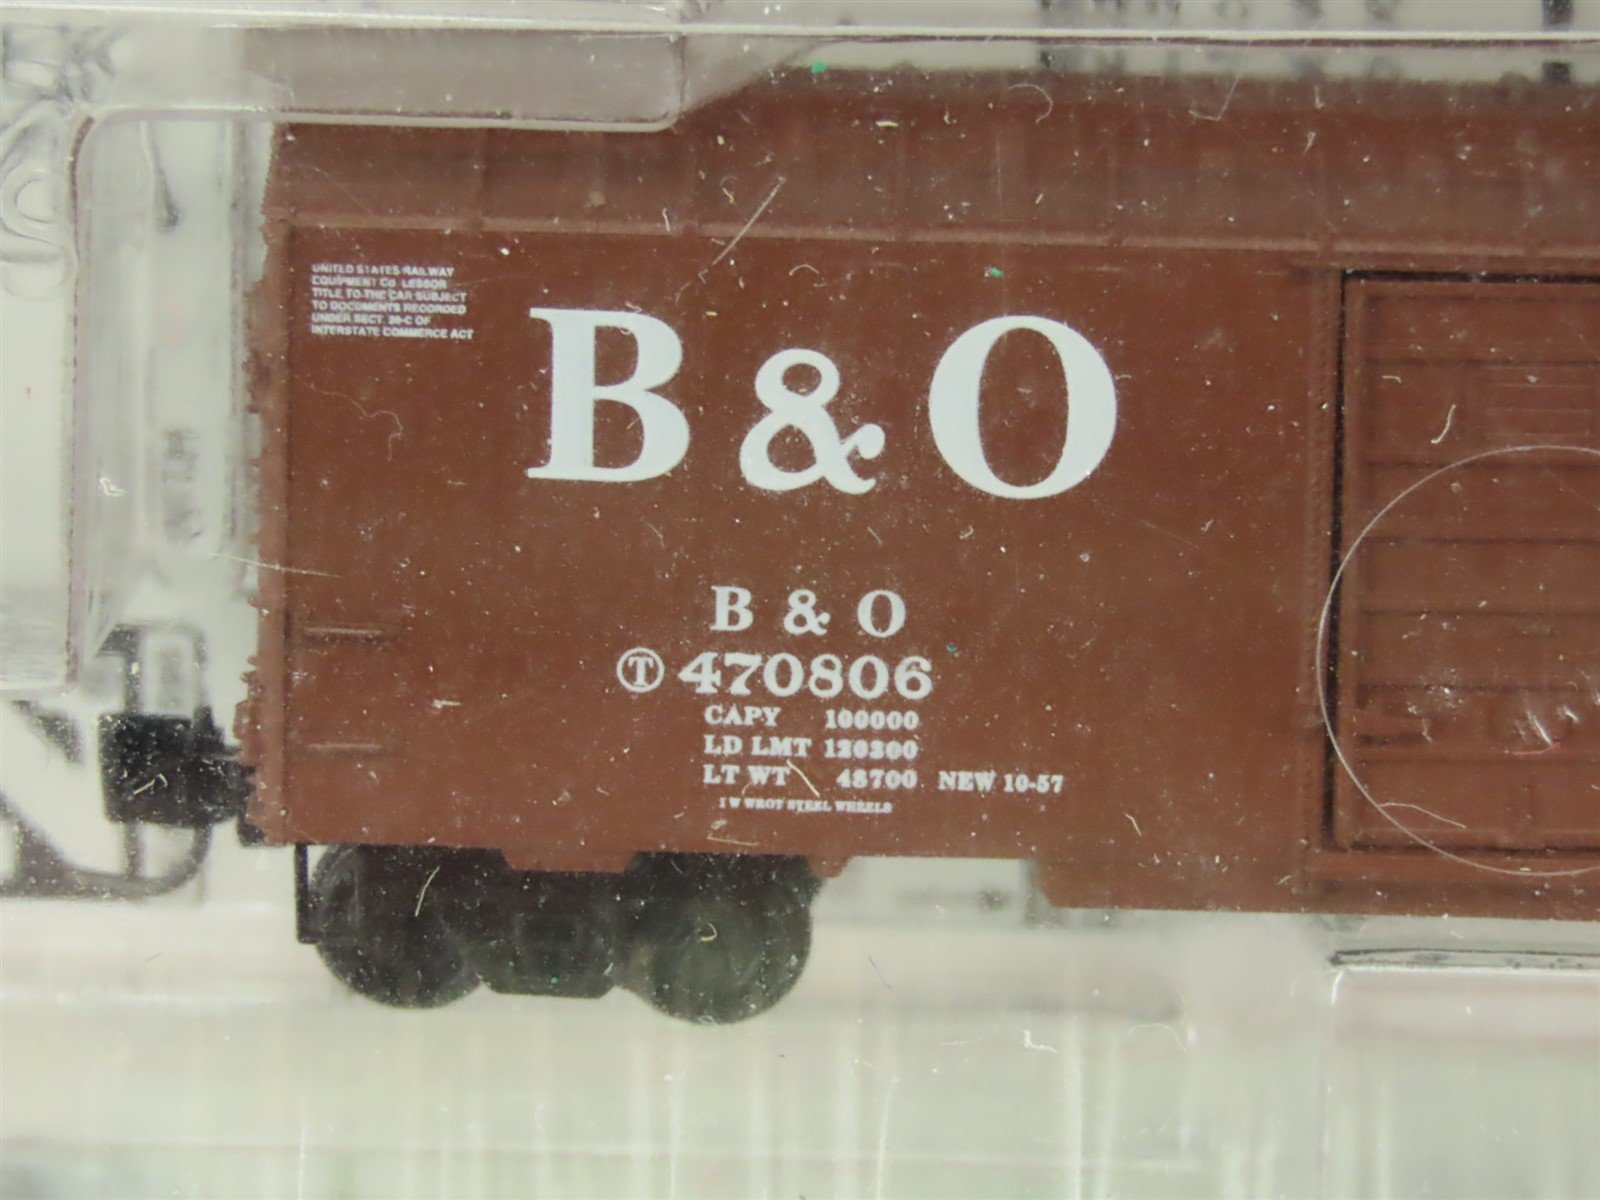 UNITED STATES RAILWAY
EQUIPMENT Co. LESSOR
TITLE TO THE CAR SUBJECT
TO DOCUMENTS RECORDED
UNDER SECT. 20-C OF
INTERSTATE COMMERCE ACT
B & O
B & O
Ⓣ 470806
CAPY 100000
LD LMT 120300
LT WT 48700 NEW 10-57
1 W WROT STEEL WHEELS